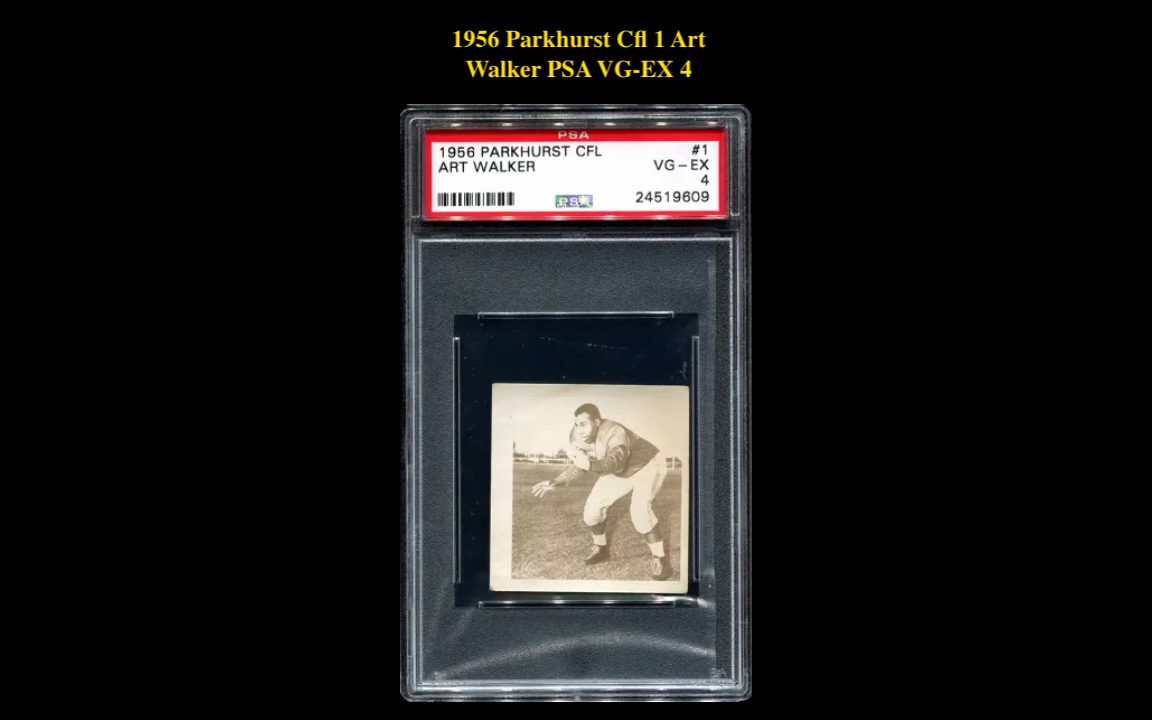 1956 Parkhurst Cfl 1 Art
Walker PSA VG-EX 4
PSA
1956 PARKHURST CFL #1
ART WALKER VG-EX
4
24519609
PSA